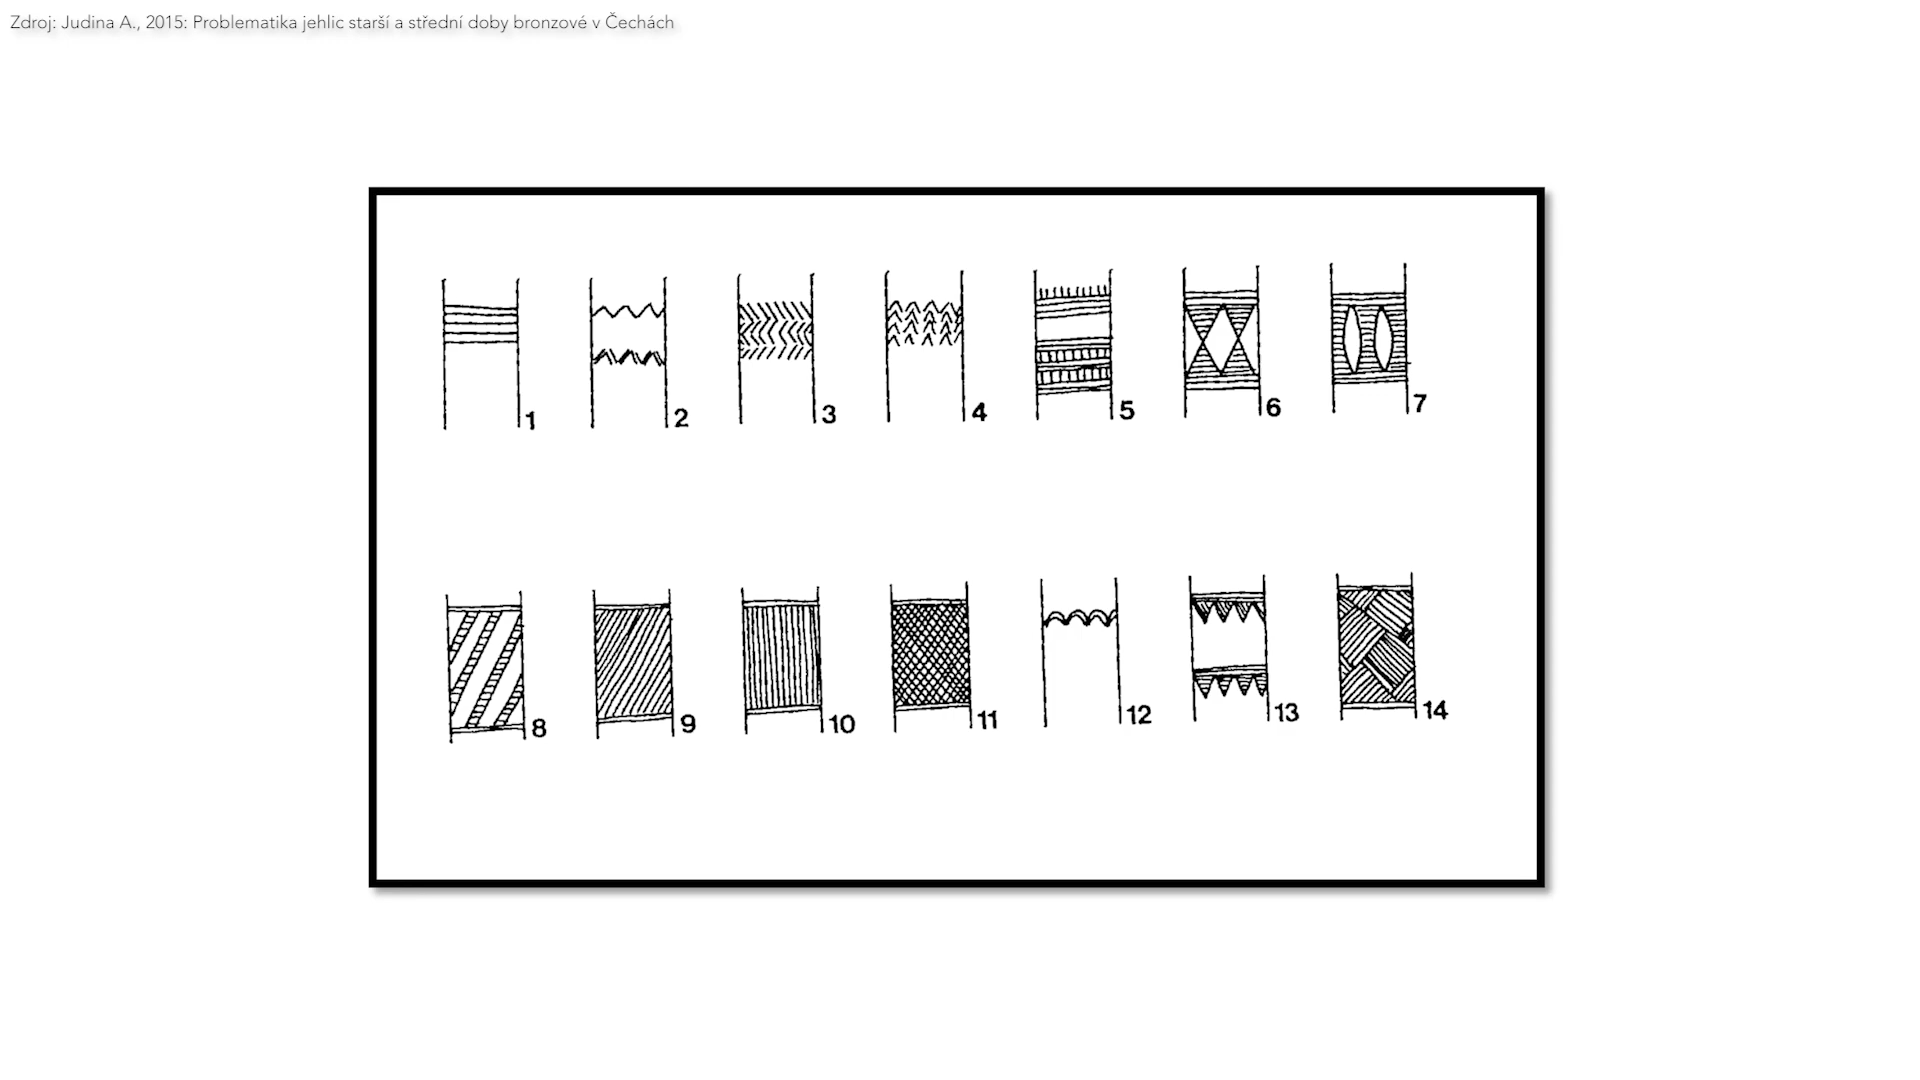 Zdroj: Judina A., 2015: Problematika jehlic starší a střední doby bronzové v Čechách
1 2 3 4 5 6 7
8 9 10 11 12 13 14